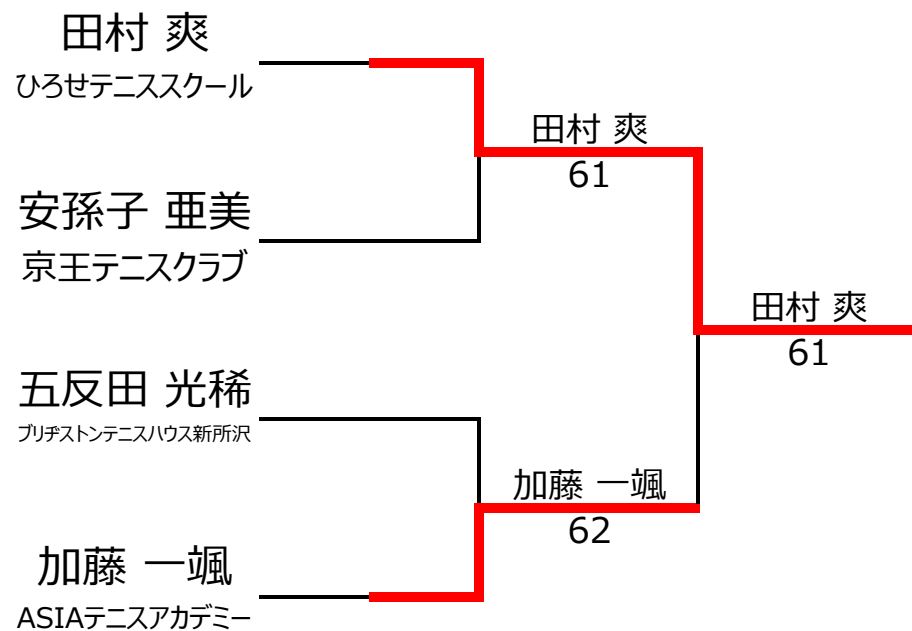 田村 爽
ひろせテニススクール
安孫子 亜美
京王テニスクラブ
五反田 光稀
ブリヂストンテニスハウス新所沢
加藤 一颯
ASIAテニスアカデミー
田村 爽
61
加藤 一颯
62
田村 爽
61